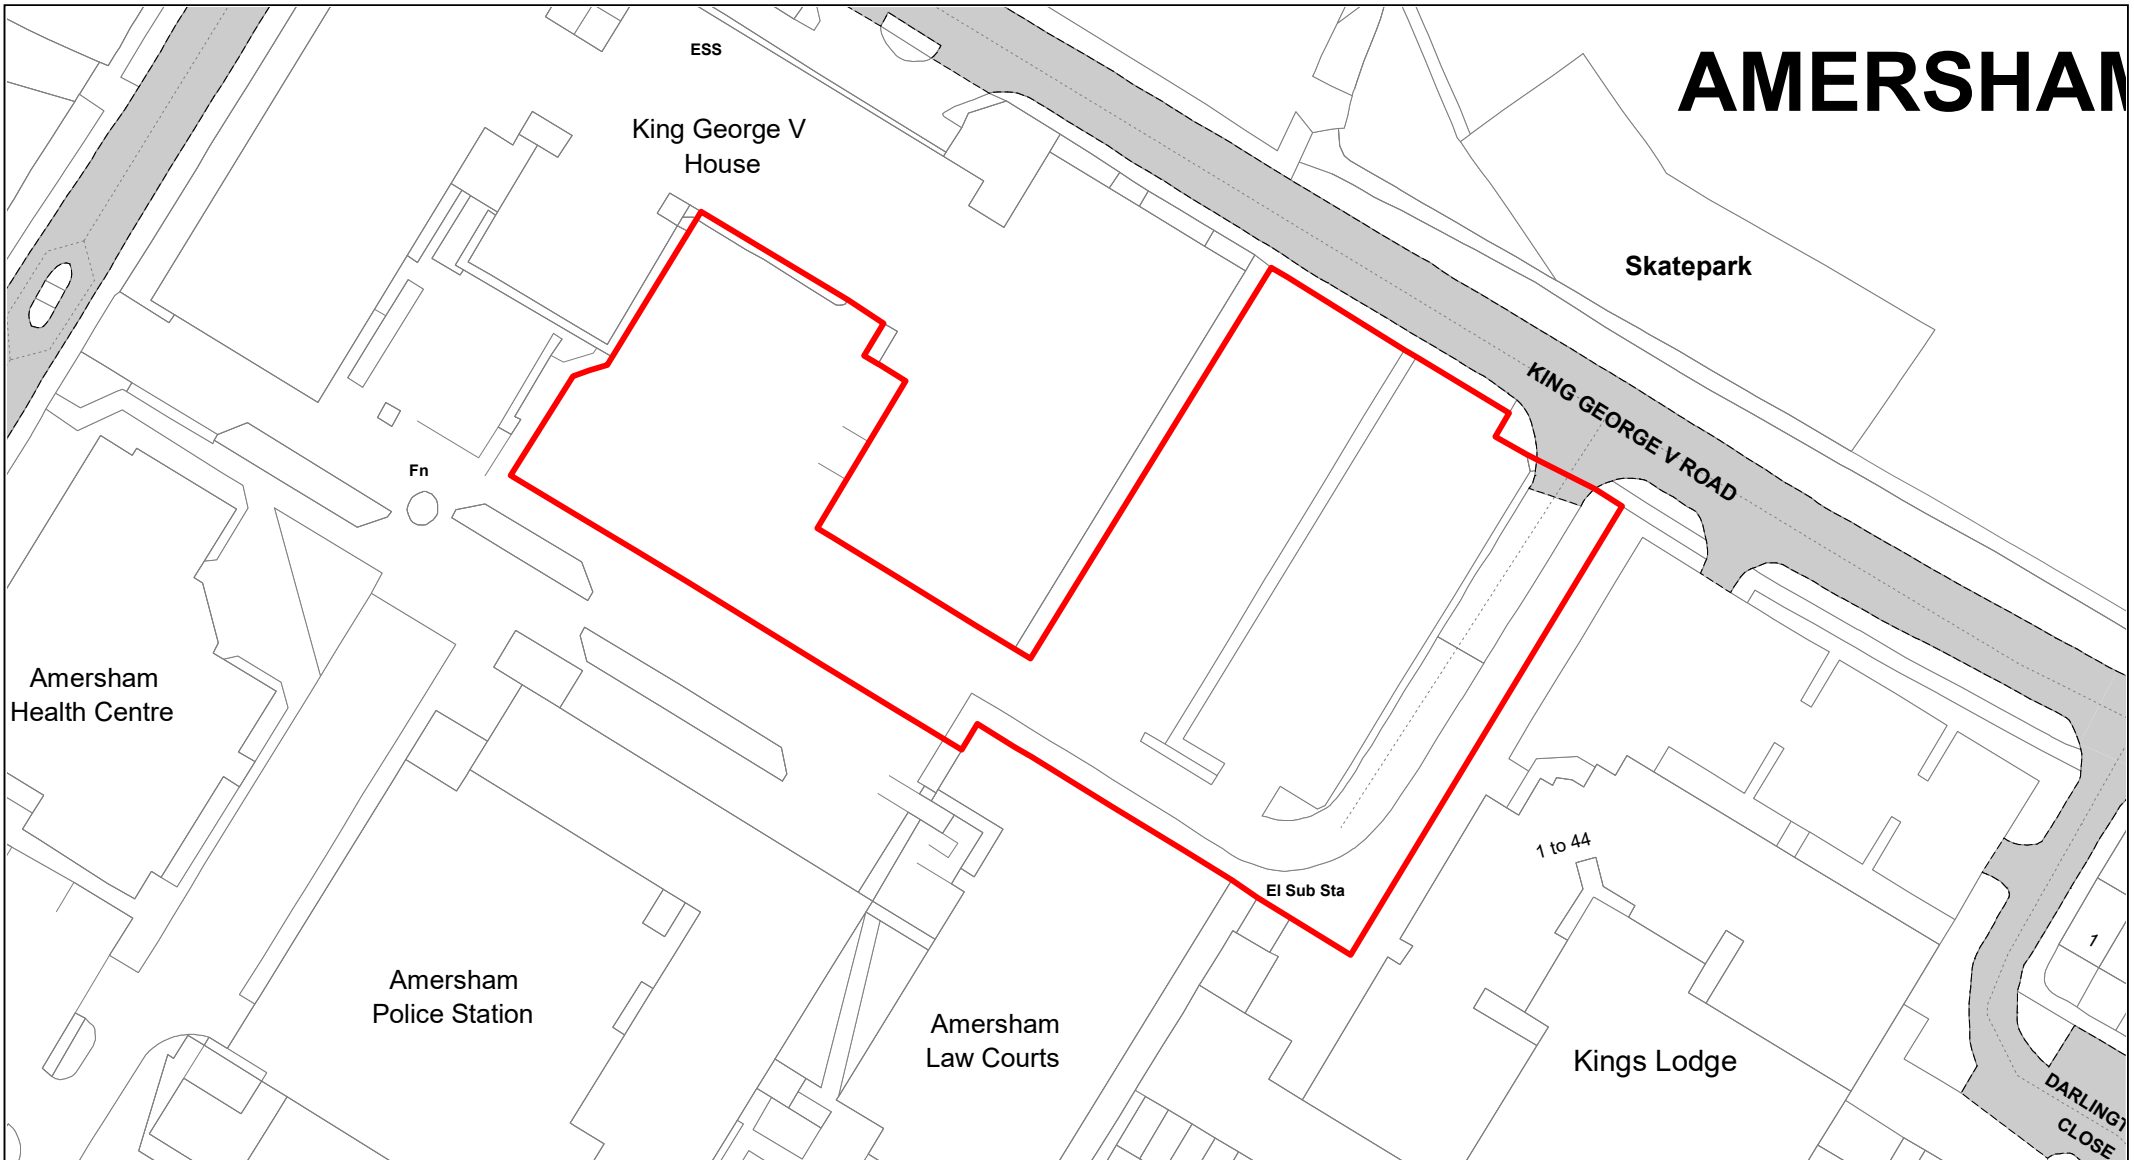 ESS
AMERSHAM
King George V
House
Skatepark
KING GEORGE V ROAD
Fn
Amersham
Health Centre
1 to 44
El Sub Sta
1
Amersham
Police Station
Amersham
Law Courts
Kings Lodge
DARLINGT
CLOSE